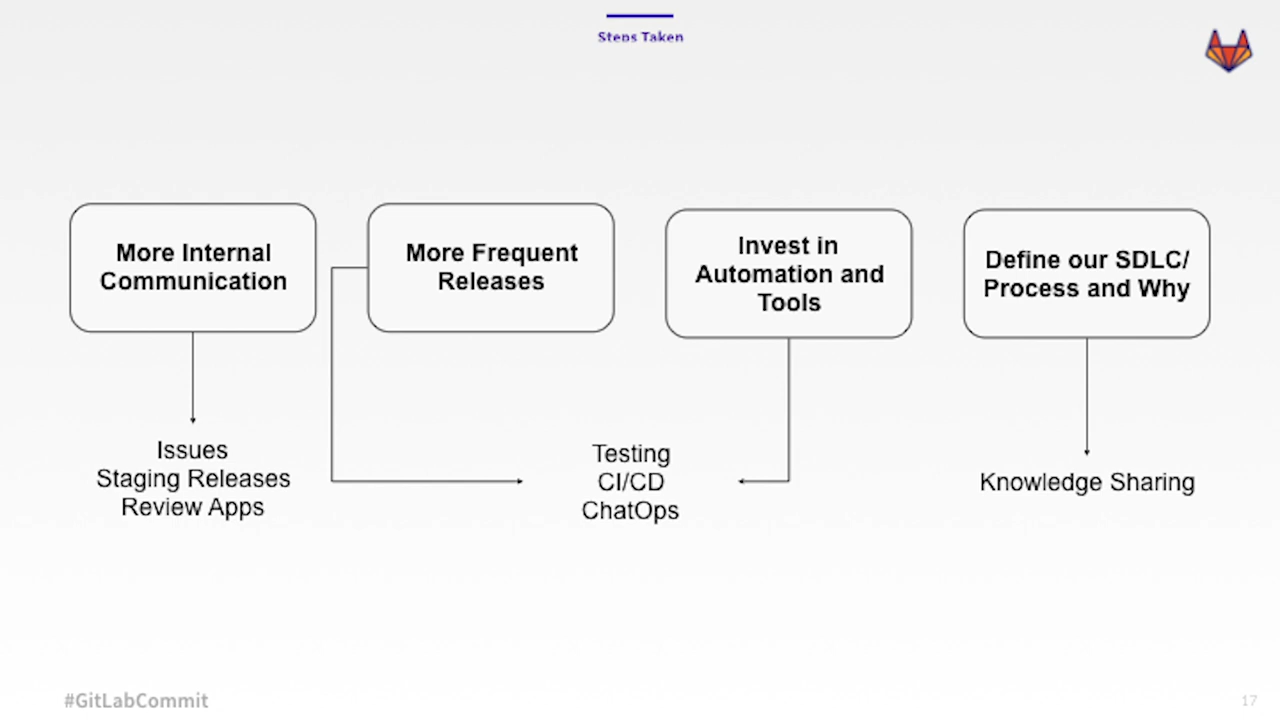 Steps Taken
More Internal
Communication
More Frequent
Releases
Invest in
Automation and
Tools
Define our SDLC/
Process and Why
Issues
Staging Releases
Review Apps
Testing
CI/CD
ChatOps
Knowledge Sharing
#GitLabCommit
17